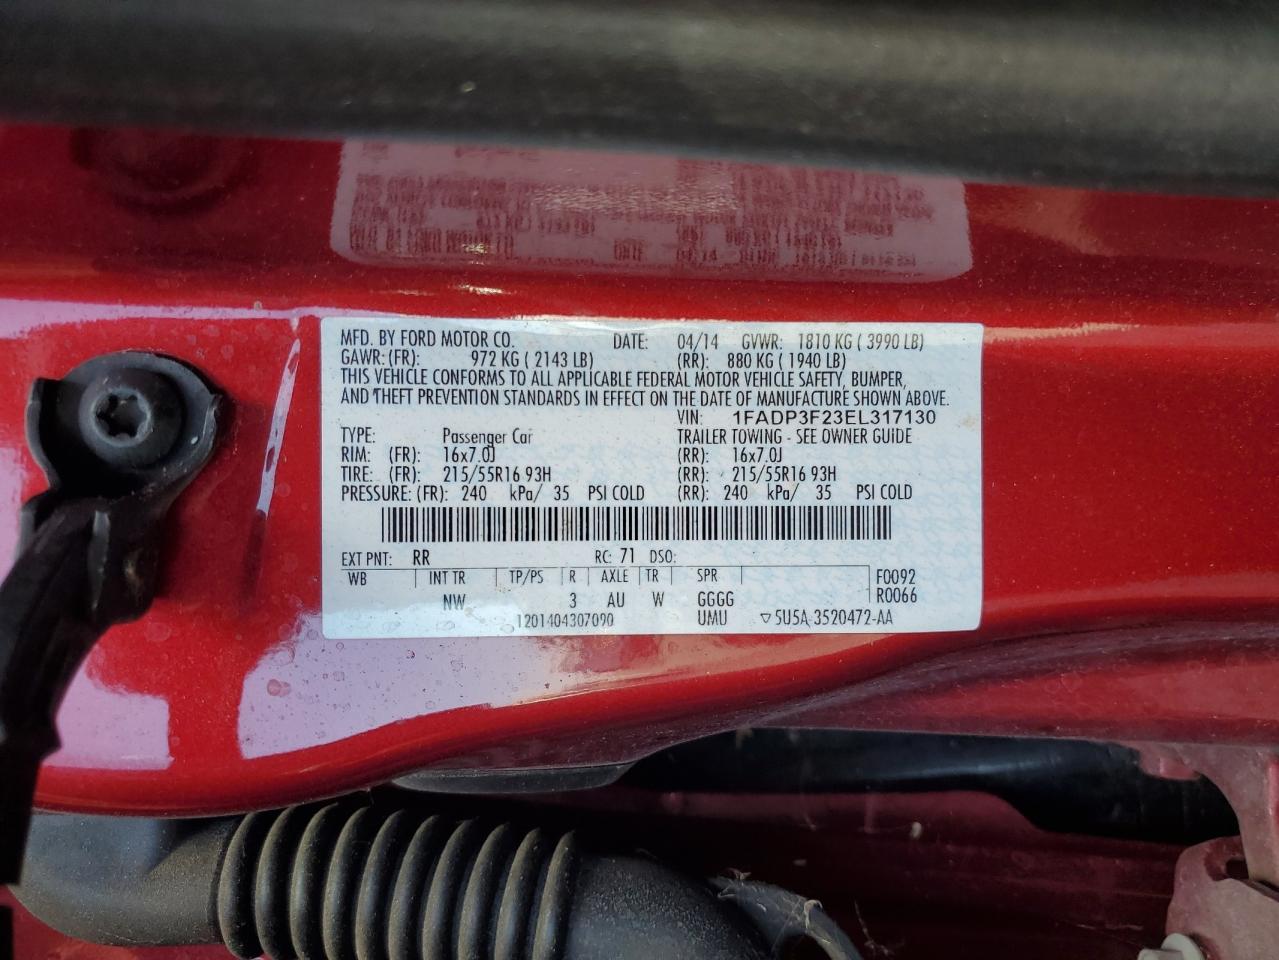 MFD. BY FORD MOTOR CO. DATE: 04/14 GVWR: 1810 KG ( 3990 LB)
GAWR:(FR): 972 KG ( 2143 LB) (RR): 880 KG ( 1940 LB)
THIS VEHICLE CONFORMS TO ALL APPLICABLE FEDERAL MOTOR VEHICLE SAFETY, BUMPER,
AND THEFT PREVENTION STANDARDS IN EFFECT ON THE DATE OF MANUFACTURE SHOWN ABOVE.
VIN: 1FADP3F23EL317130
TYPE: Passenger Car TRAILER TOWING - SEE OWNER GUIDE
RIM: (FR): 16x7.0J (RR): 16x7.0J
TIRE: (FR): 215/55R16 93H (RR): 215/55R16 93H
PRESSURE: (FR): 240 kPa/ 35 PSI COLD (RR): 240 kPa/ 35 PSI COLD
EXT PNT: RR RC: 71 DSO:
WB INT TR TP/PS R AXLE TR SPR F0092
NW 3 AU W GGGG R0066
1201404307090 UMU ▽5U5A-3520472-AA